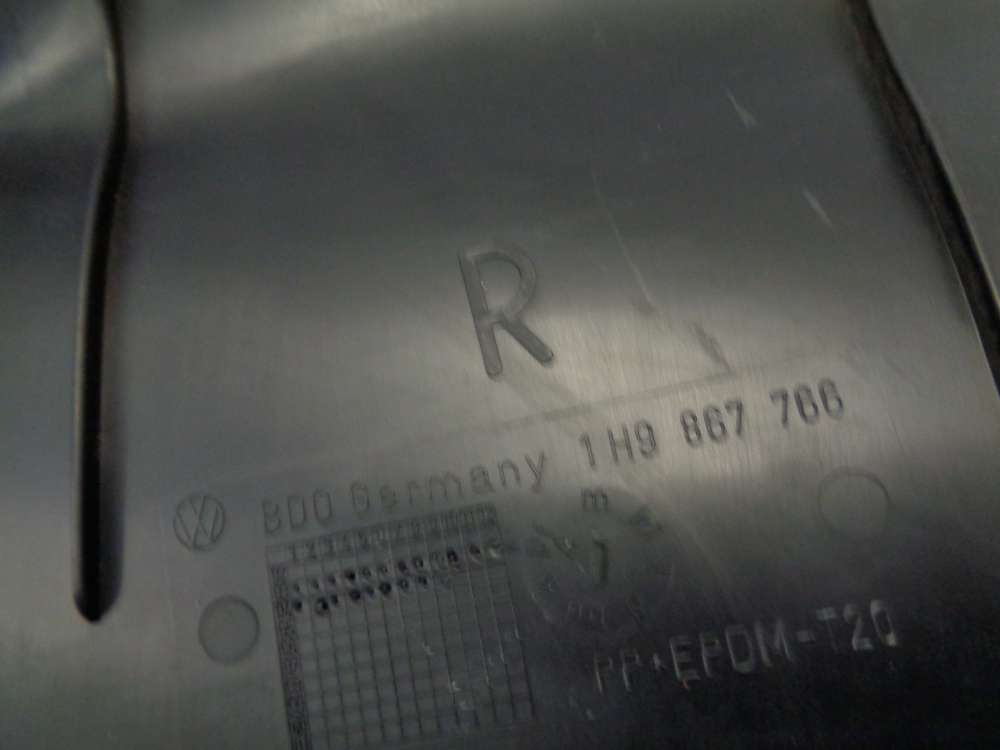 R
BDO Germany 1H9 867 766
m
PP+EPDM-T20